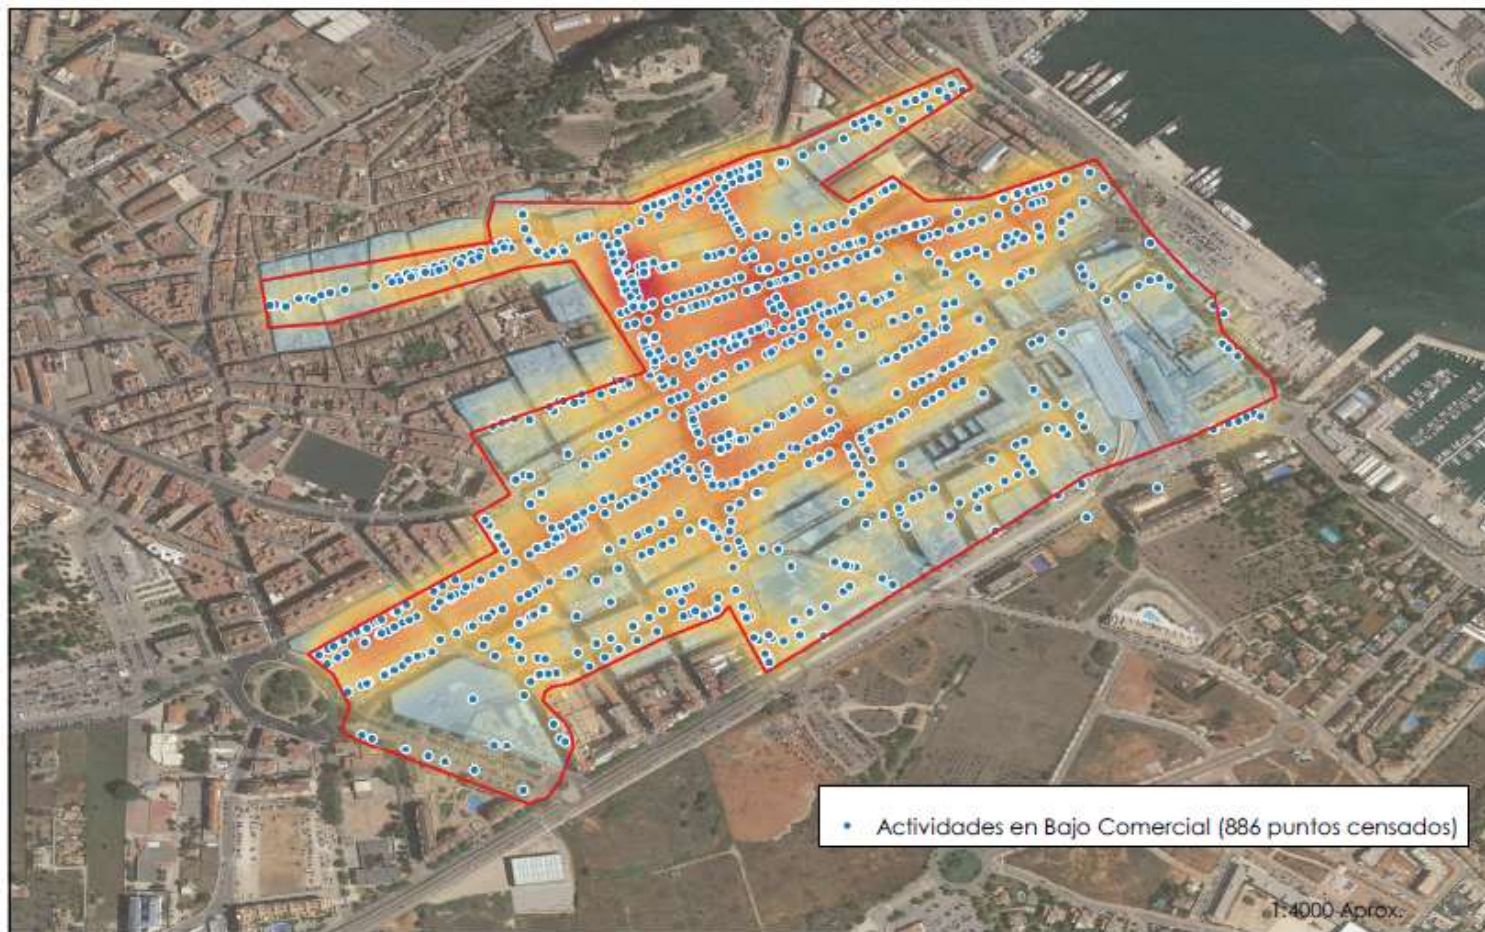 • Actividades en Bajo Comercial (886 puntos censados)
1:4000 Aprox.